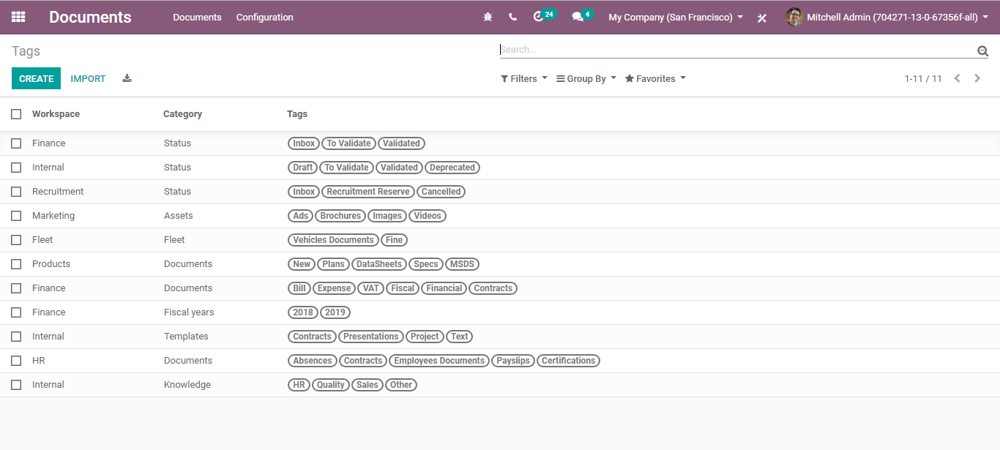 Documents Documents Configuration 24 4 My Company (San Francisco) Mitchell Admin (704271-13-0-67356f-all)
Tags Search...
CREATE IMPORT Filters Group By Favorites 1-11 / 11
Workspace Category Tags
Finance Status Inbox To Validate Validated
Internal Status Draft To Validate Validated Deprecated
Recruitment Status Inbox Recruitment Reserve Cancelled
Marketing Assets Ads Brochures Images Videos
Fleet Fleet Vehicles Documents Fine
Products Documents New Plans DataSheets Specs MSDS
Finance Documents Bill Expense VAT Fiscal Financial Contracts
Finance Fiscal years 2018 2019
Internal Templates Contracts Presentations Project Text
HR Documents Absences Contracts Employees Documents Payslips Certifications
Internal Knowledge HR Quality Sales Other